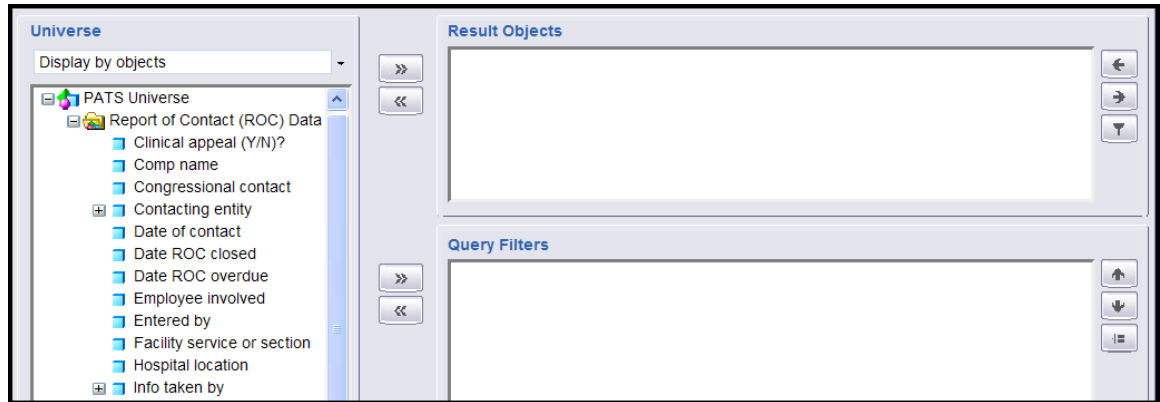 Universe
Display by objects
PATS Universe
Report of Contact (ROC) Data
Clinical appeal (Y/N)?
Comp name
Congressional contact
Contacting entity
Date of contact
Date ROC closed
Date ROC overdue
Employee involved
Entered by
Facility service or section
Hospital location
Info taken by
Result Objects
Query Filters